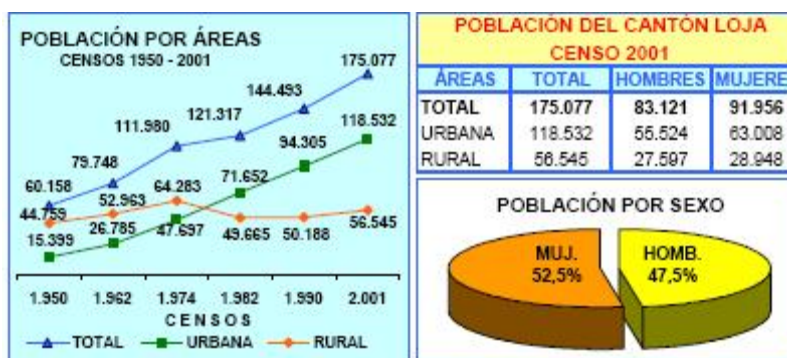 POBLACIÓN POR ÁREAS
CENSOS 1950 - 2001
175.077
144.493
121.317
111.980
118.532
94.305
79.748
71.652
60.158
64.283
52.963
44.759
56.545
47.697
49.665
50.188
26.785
15.399
1.950 1.962 1.974 1.982 1.990 2.001
CENSOS
TOTAL URBANA RURAL
POBLACIÓN DEL CANTÓN LOJA
CENSO 2001
ÁREAS TOTAL HOMBRES MUJERE
TOTAL 175.077 83.121 91.956
URBANA 118.532 55.524 63.008
RURAL 56.545 27.597 28.948
POBLACIÓN POR SEXO
MUJ. HOMB.
52,5% 47,5%